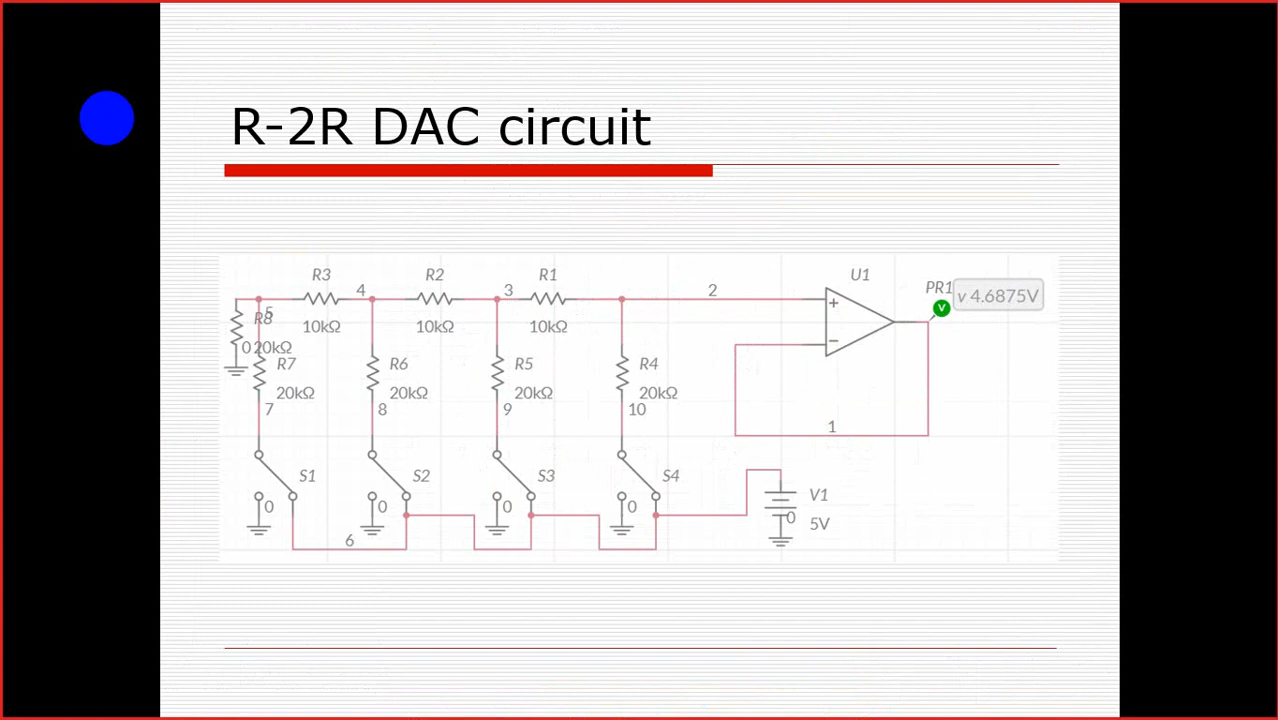 R-2R DAC circuit
R3 R2 R1 U1
4 3 2 PR1 V v 4.6875V
5 R8 10kΩ 10kΩ 10kΩ + −
0 20kΩ
R7 R6 R5 R4
20kΩ 20kΩ 20kΩ 20kΩ
7 8 9 10 1
S1 S2 S3 S4
0 0 0 0 V1
0 5V
6